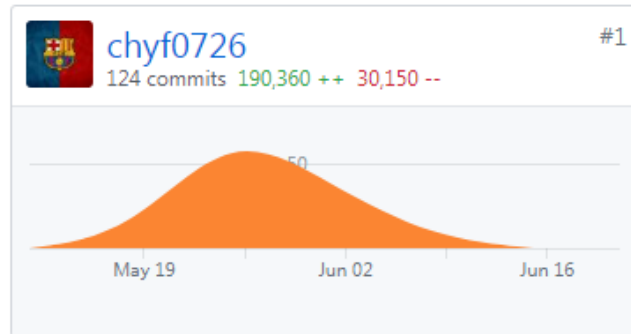 chyf0726
#1
124 commits 190,360 ++ 30,150 --
50
May 19
Jun 02
Jun 16